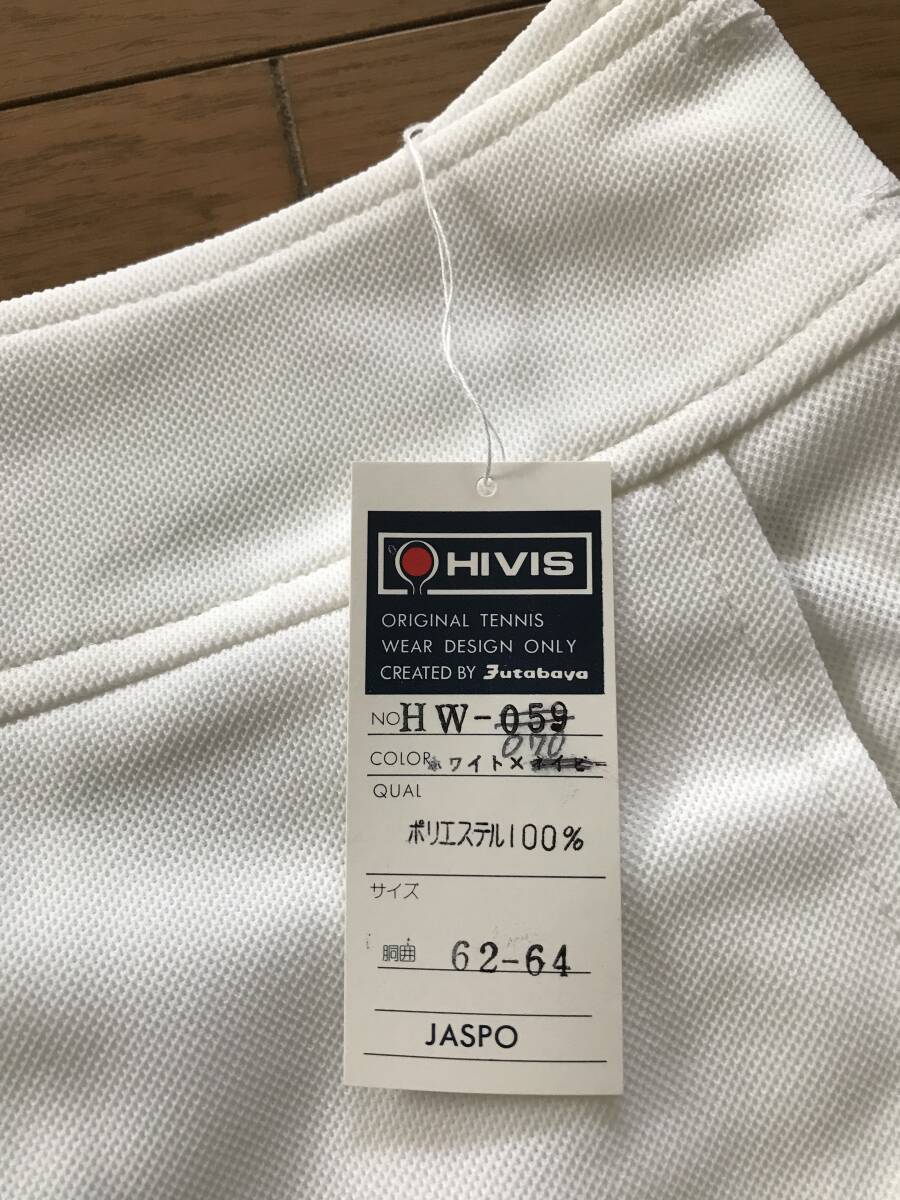 HIVIS
ORIGINAL TENNIS
WEAR DESIGN ONLY
CREATED BY Futabaya
NO HW-059
070
COLOR ホワイト×ネイビー
QUAL
ポリエステル100%
サイズ
胴囲 62-64
JASPO